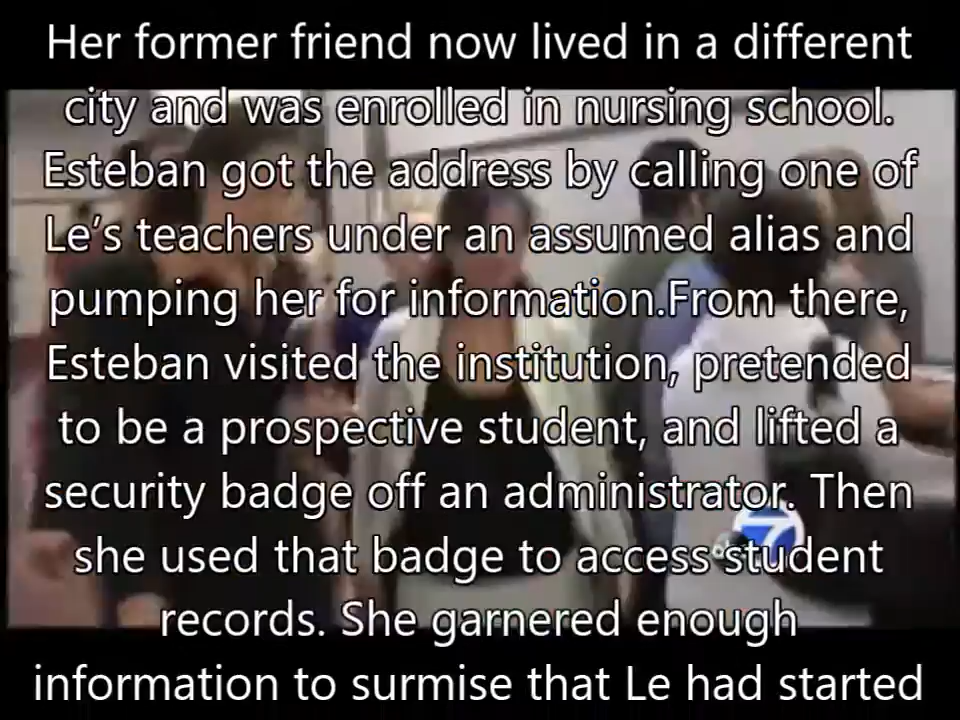 Her former friend now lived in a different
city and was enrolled in nursing school.
Esteban got the address by calling one of
Le’s teachers under an assumed alias and
pumping her for information.From there,
Esteban visited the institution, pretended
to be a prospective student, and lifted a
security badge off an administrator. Then
she used that badge to access student
records. She garnered enough
information to surmise that Le had started
7